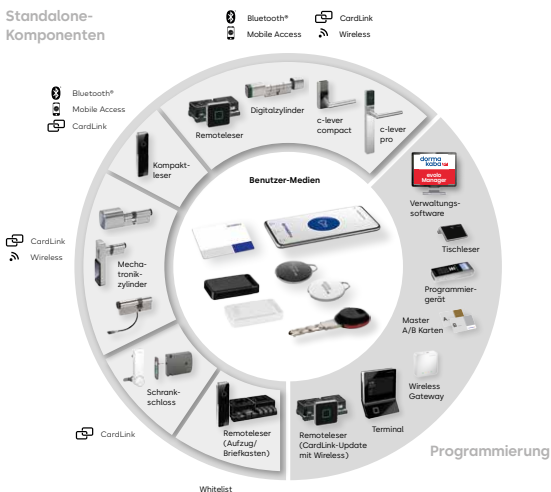 Standalone-
Komponenten
Bluetooth®
CardLink
Mobile Access
Wireless
Bluetooth®
Mobile Access
CardLink
Remoteleser
Digitalzylinder
c-lever
compact
c-lever
pro
Kompakt-
leser
Benutzer-Medien
dorma
kaba
evolo
Manager
Verwaltungs-
software
Tischleser
Programmier-
gerät
Master
A/B Karten
Wireless
Gateway
Terminal
Remoteleser
(CardLink-Update
mit Wireless)
Programmierung
CardLink
Wireless
Mecha-
tronik-
zylinder
Schrank-
schloss
CardLink
Remoteleser
(Aufzug/
Briefkasten)
Whitelist